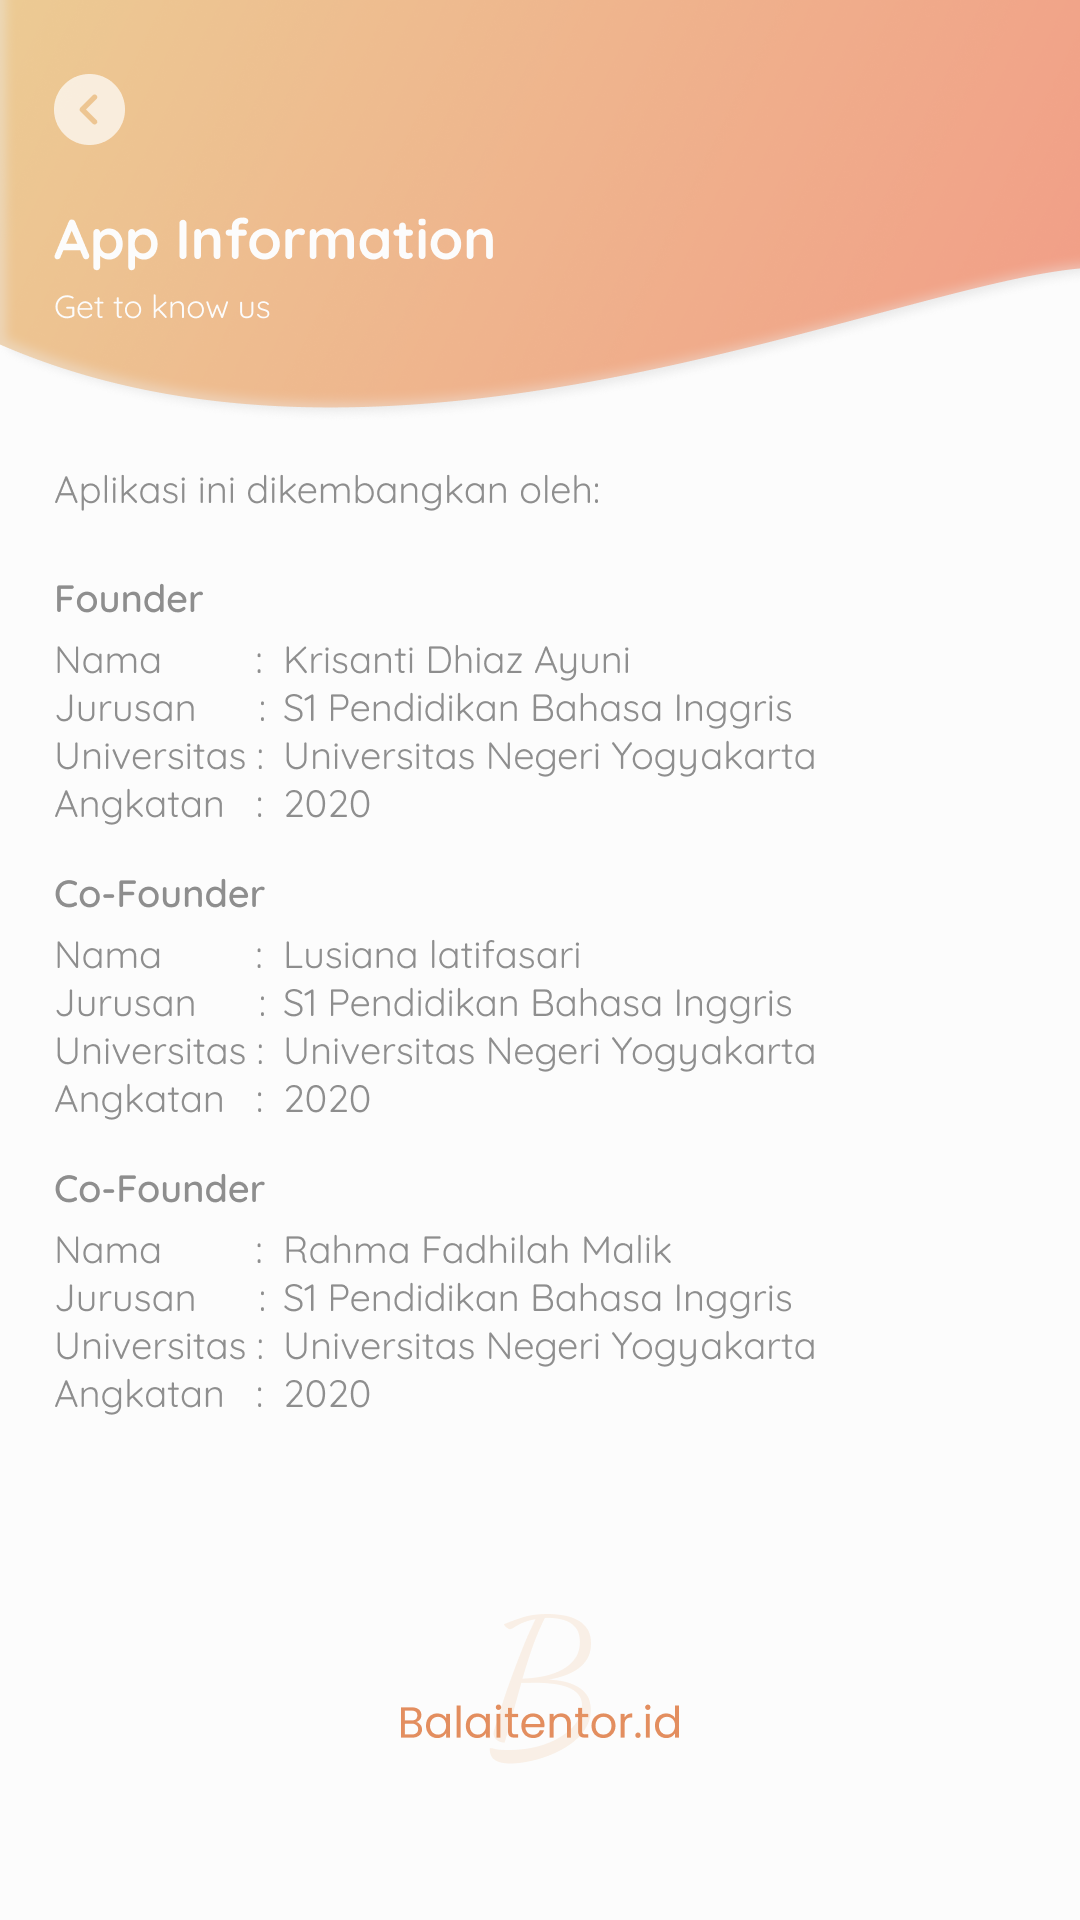 App Information
Get to know us
Aplikasi ini dikembangkan oleh:
Founder
Nama : Krisanti Dhiaz Ayuni
Jurusan : S1 Pendidikan Bahasa Inggris
Universitas : Universitas Negeri Yogyakarta
Angkatan : 2020
Co-Founder
Nama : Lusiana latifasari
Jurusan : S1 Pendidikan Bahasa Inggris
Universitas : Universitas Negeri Yogyakarta
Angkatan : 2020
Co-Founder
Nama : Rahma Fadhilah Malik
Jurusan : S1 Pendidikan Bahasa Inggris
Universitas : Universitas Negeri Yogyakarta
Angkatan : 2020
B
Balaitentor.id